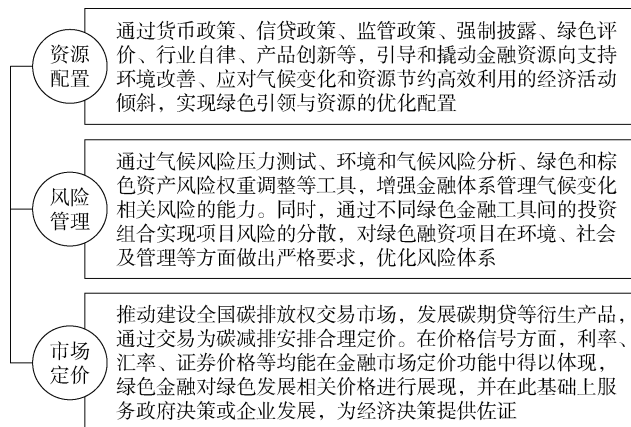 资源
配置
通过货币政策、信贷政策、监管政策、强制披露、绿色评
价、行业自律、产品创新等，引导和撬动金融资源向支持
环境改善、应对气候变化和资源节约高效利用的经济活动
倾斜，实现绿色引领与资源的优化配置
风险
管理
通过气候风险压力测试、环境和气候风险分析、绿色和棕
色资产风险权重调整等工具，增强金融体系管理气候变化
相关风险的能力。同时，通过不同绿色金融工具间的投资
组合实现项目风险的分散，对绿色融资项目在环境、社会
及管理等方面做出严格要求，优化风险体系
市场
定价
推动建设全国碳排放权交易市场，发展碳期贷等衍生产品，
通过交易为碳减排安排合理定价。在价格信号方面，利率、
汇率、证券价格等均能在金融市场定价功能中得以体现，
绿色金融对绿色发展相关价格进行展现，并在此基础上服
务政府决策或企业发展，为经济决策提供佐证